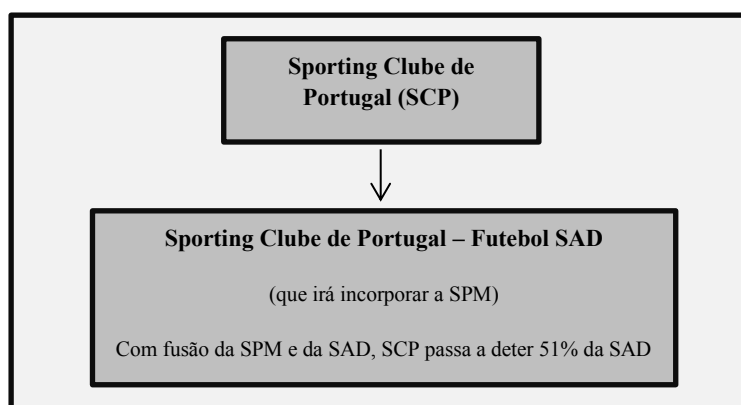 Sporting Clube de
Portugal (SCP)
Sporting Clube de Portugal – Futebol SAD
(que irá incorporar a SPM)
Com fusão da SPM e da SAD, SCP passa a deter 51% da SAD